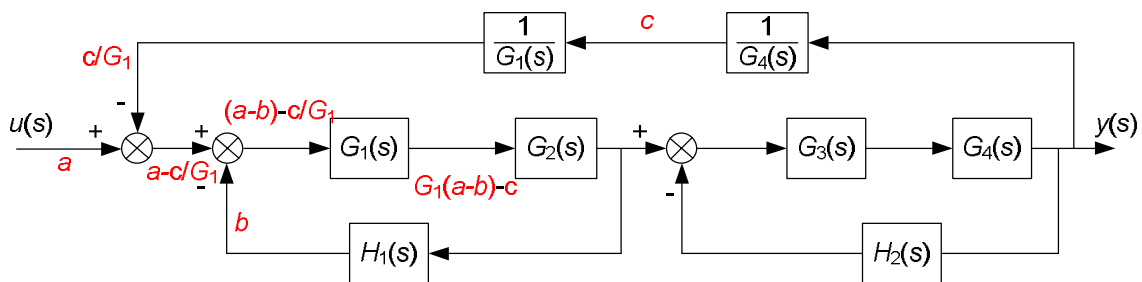 c
1
G₁(s)
1
G₄(s)
c/G₁
-
u(s)
+
a
a-c/G₁
+
-
(a-b)-c/G₁
G₁(s)
G₁(a-b)-c
G₂(s)
+
-
G₃(s)
G₄(s)
y(s)
b
H₁(s)
H₂(s)